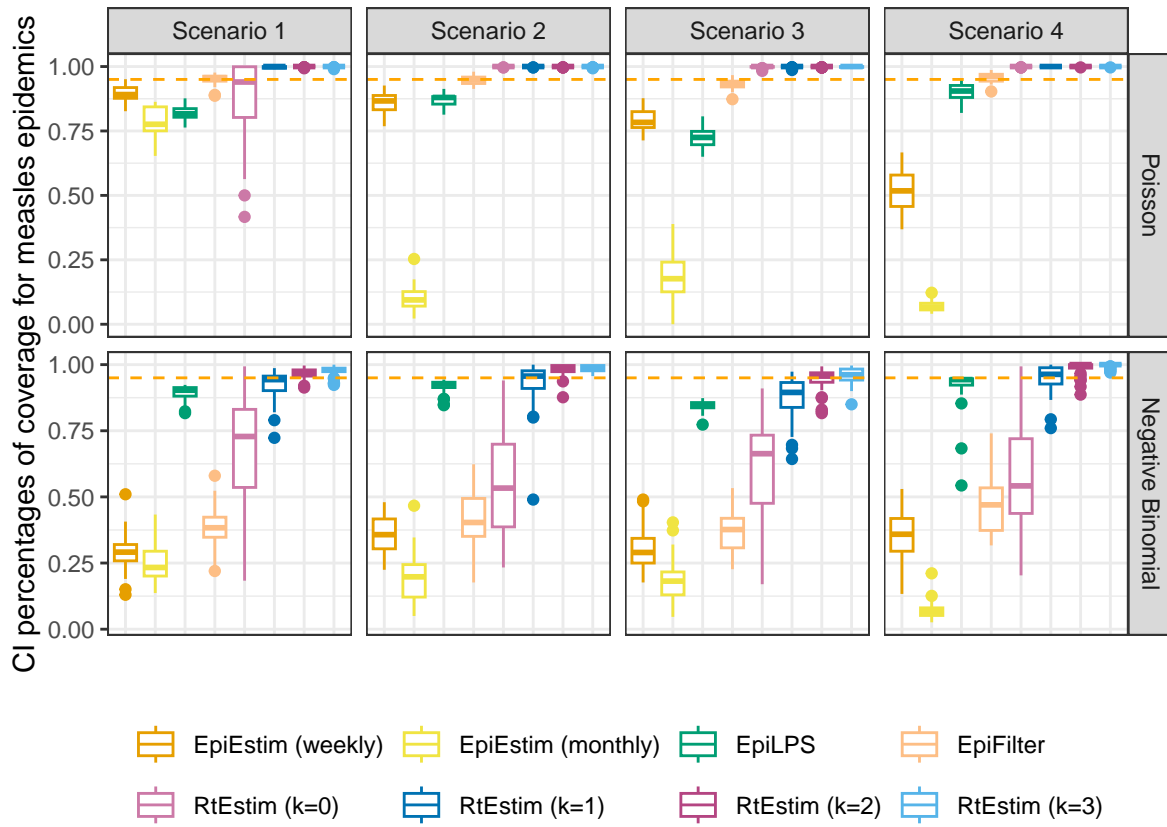 Scenario 1 Scenario 2 Scenario 3 Scenario 4
CI percentages of coverage for measles epidemics
1.00
0.75
0.50
0.25
0.00
Poisson
1.00
0.75
0.50
0.25
0.00
Negative Binomial
EpiEstim (weekly) EpiEstim (monthly) EpiLPS EpiFilter
RtEstim (k=0) RtEstim (k=1) RtEstim (k=2) RtEstim (k=3)